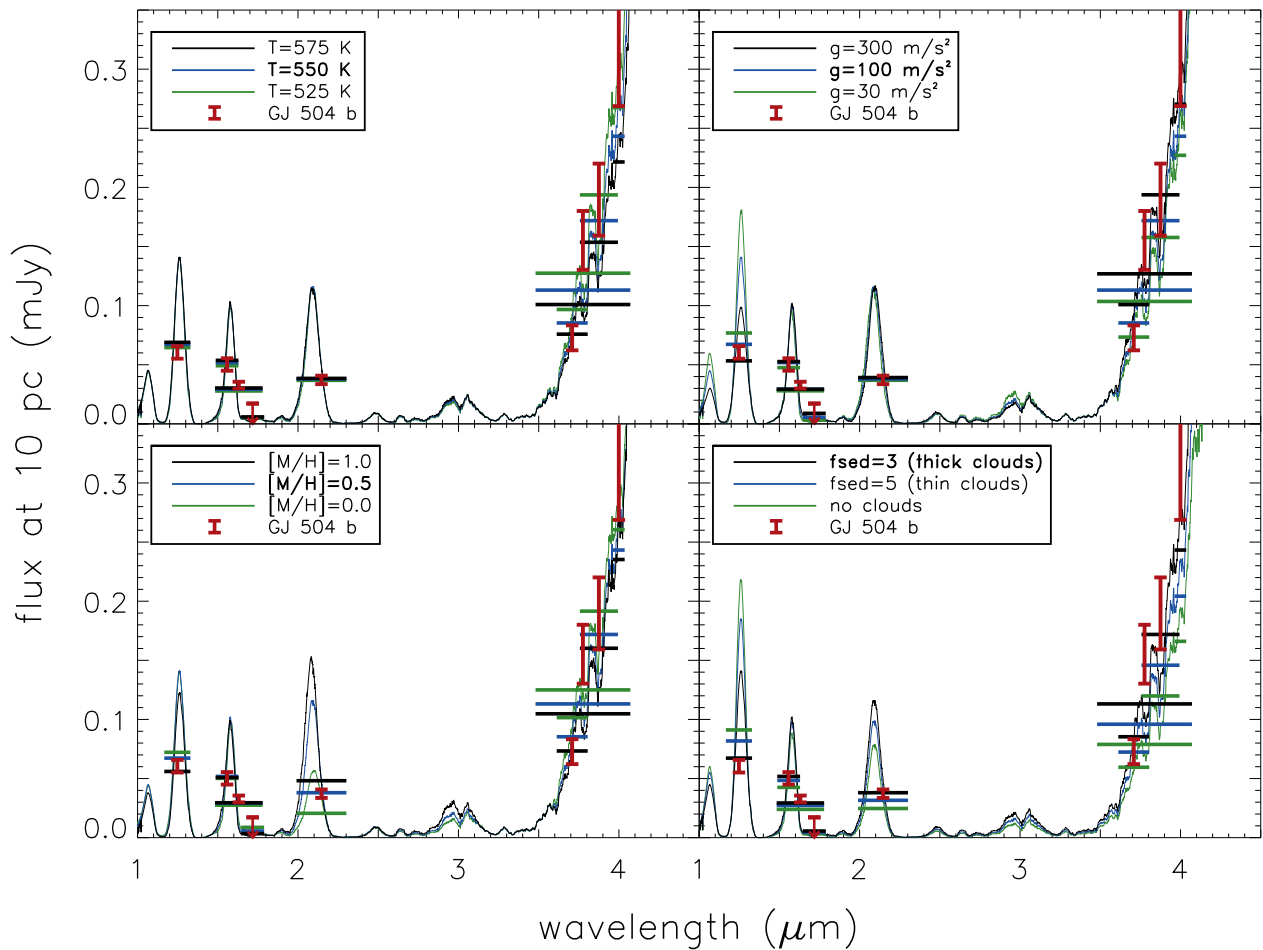 T=575 K
T=550 K
T=525 K
GJ 504 b
g=300 m/s²
g=100 m/s²
g=30 m/s²
GJ 504 b
0.3
0.2
0.1
0.0
[M/H]=1.0
[M/H]=0.5
[M/H]=0.0
GJ 504 b
fsed=3 (thick clouds)
fsed=5 (thin clouds)
no clouds
GJ 504 b
0.3
0.2
0.1
0.0
1 2 3 4 1 2 3 4
flux at 10 pc (mJy)
wavelength (μm)